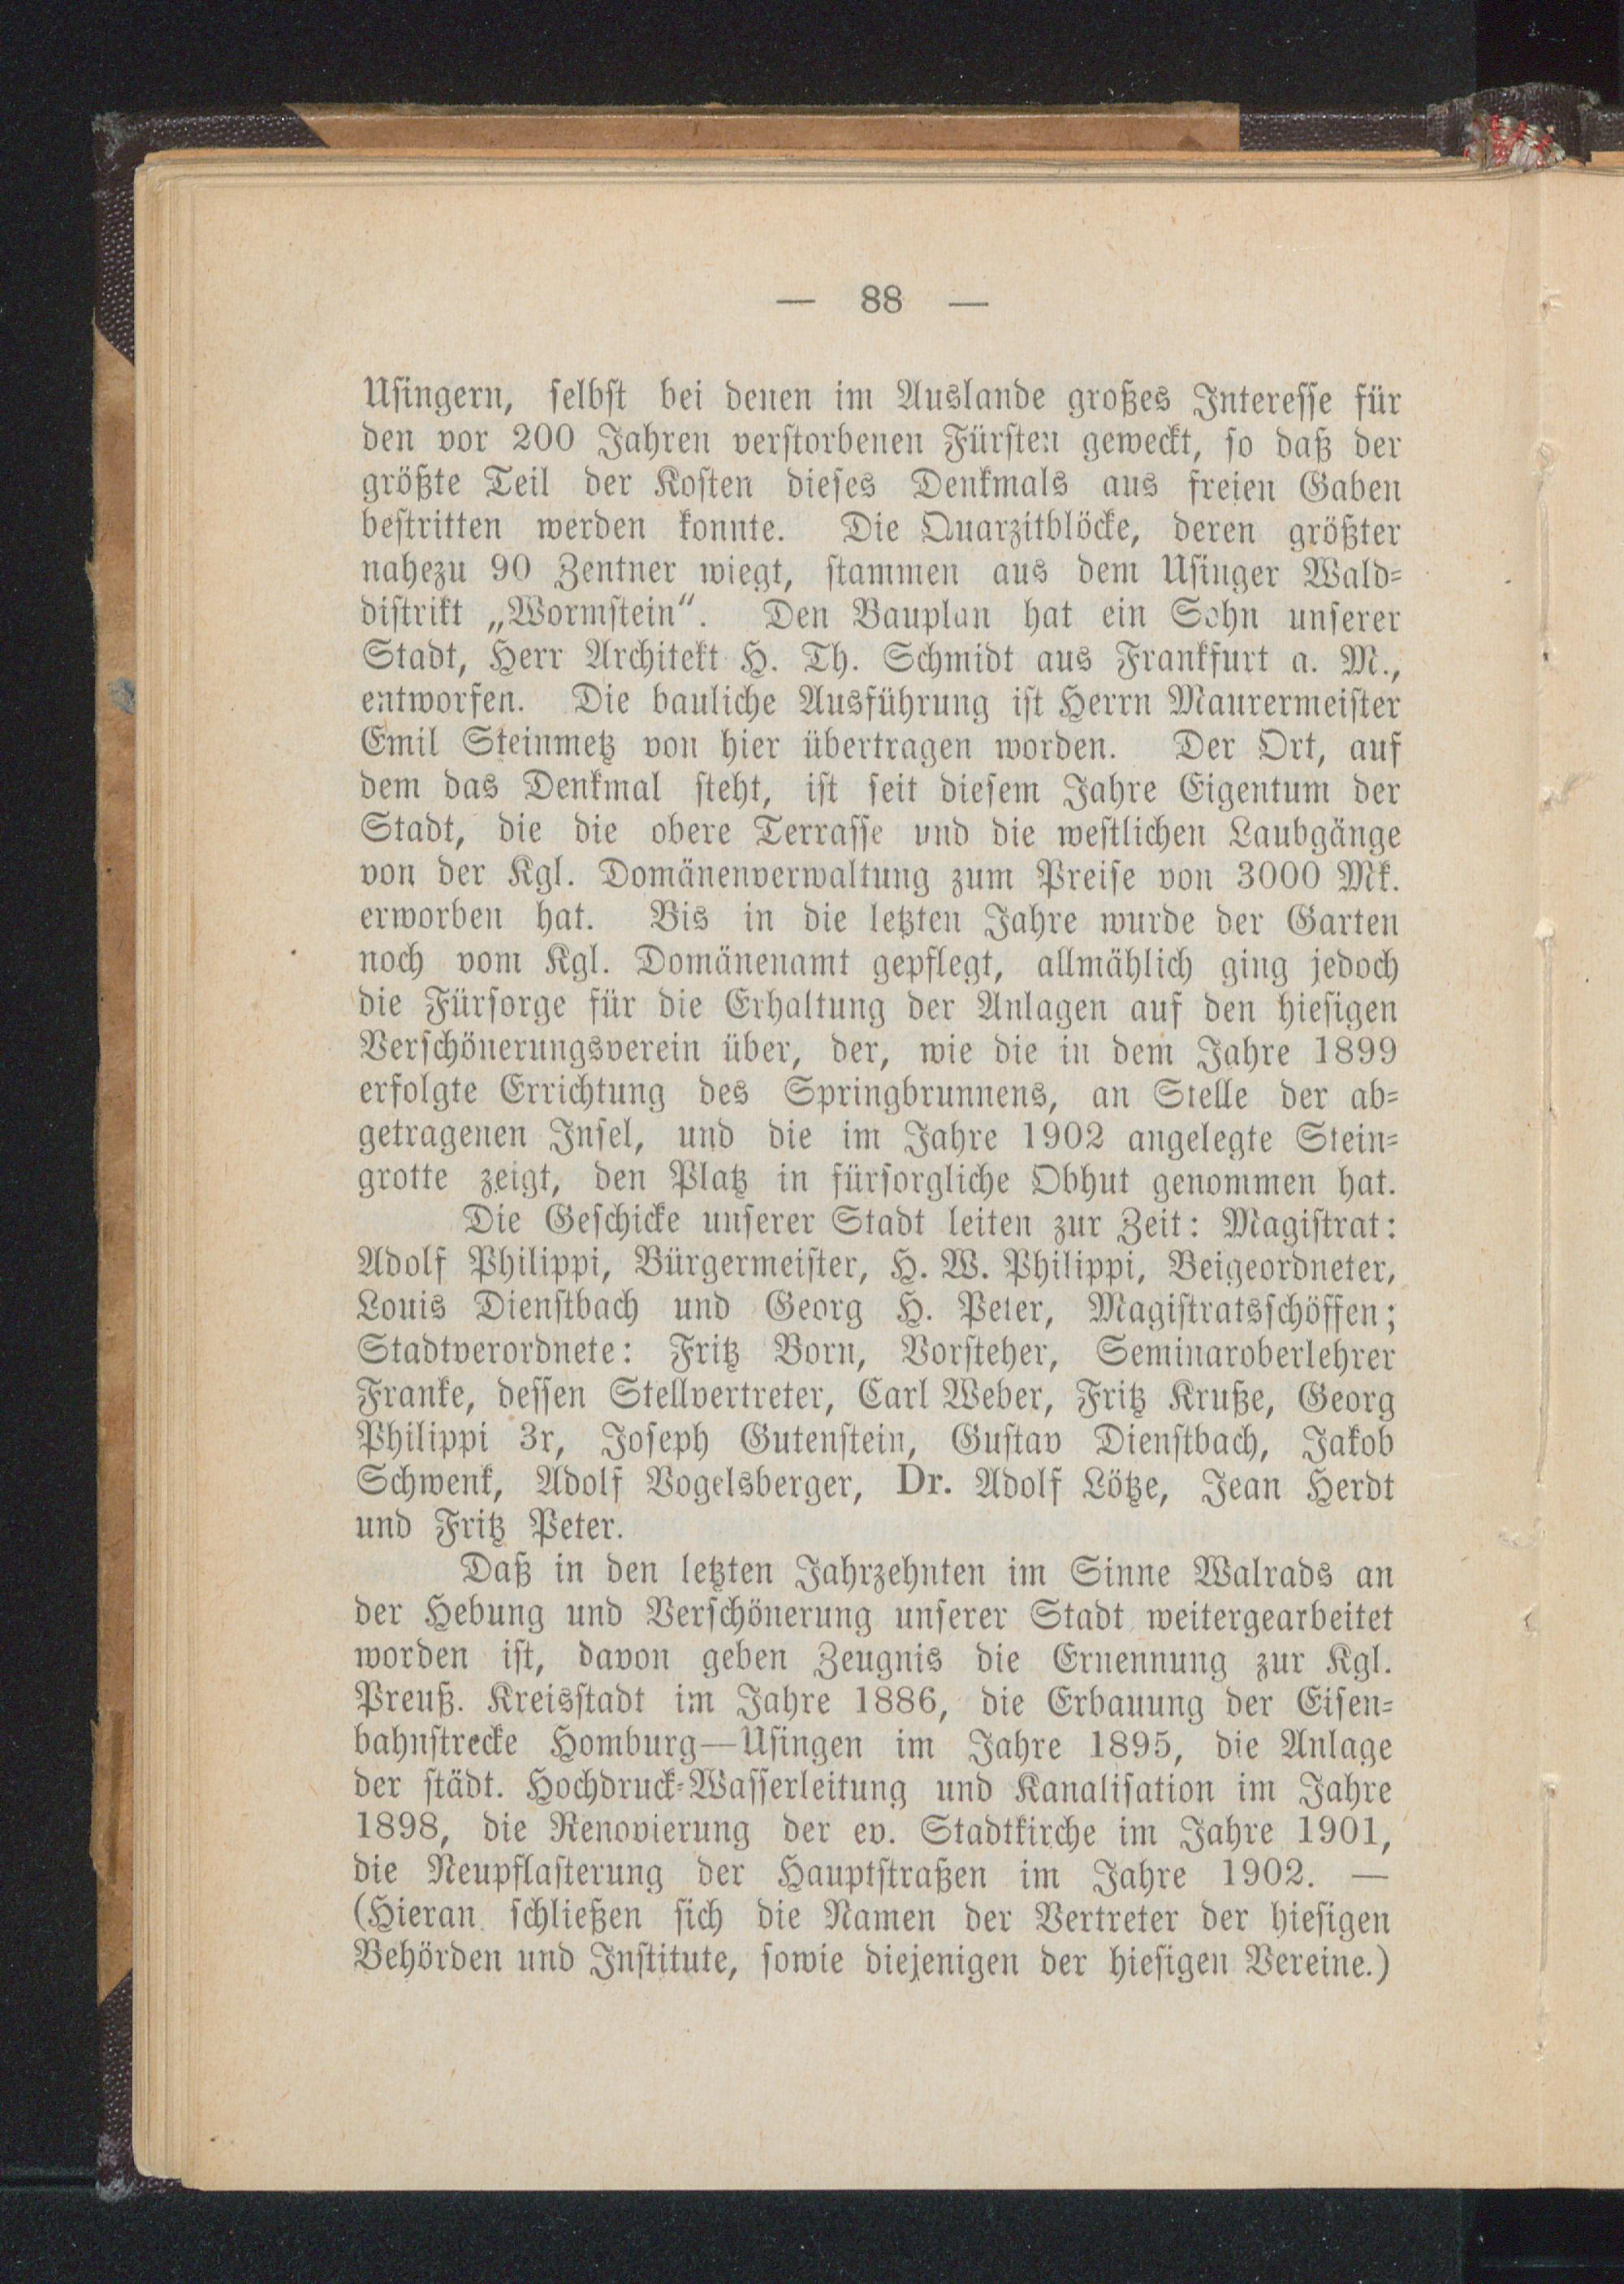 — 88 —
Usingern, selbst bei denen im Auslande großes Interesse für
den vor 200 Jahren verstorbenen Fürsten geweckt, so daß der
größte Teil der Kosten dieses Denkmals aus freien Gaben
bestritten werden konnte. Die Quarzitblöcke, deren größter
nahezu 90 Zentner wiegt, stammen aus dem Usinger Wald-
distrikt „Wormstein“. Den Bauplan hat ein Sohn unserer
Stadt, Herr Architekt H. Th. Schmidt aus Frankfurt a. M.,
entworfen. Die bauliche Ausführung ist Herrn Maurermeister
Emil Steinmetz von hier übertragen worden. Der Ort, auf
dem das Denkmal steht, ist seit diesem Jahre Eigentum der
Stadt, die die obere Terrasse und die westlichen Laubgänge
von der Kgl. Domänenverwaltung zum Preise von 3000 Mk.
erworben hat. Bis in die letzten Jahre wurde der Garten
noch vom Kgl. Domänenamt gepflegt, allmählich ging jedoch
die Fürsorge für die Erhaltung der Anlagen auf den hiesigen
Verschönerungsverein über, der, wie die in dem Jahre 1899
erfolgte Errichtung des Springbrunnens, an Stelle der ab-
getragenen Insel, und die im Jahre 1902 angelegte Stein-
grotte zeigt, den Platz in fürsorgliche Obhut genommen hat.
Die Geschicke unserer Stadt leiten zur Zeit: Magistrat:
Adolf Philippi, Bürgermeister, H. W. Philippi, Beigeordneter,
Louis Dienstbach und Georg H. Peter, Magistratsschöffen;
Stadtverordnete: Fritz Born, Vorsteher, Seminaroberlehrer
Franke, dessen Stellvertreter, Carl Weber, Fritz Kruße, Georg
Philippi 3r, Joseph Gutenstein, Gustav Dienstbach, Jakob
Schwenk, Adolf Vogelsberger, Dr. Adolf Lötze, Jean Herdt
und Fritz Peter.
Daß in den letzten Jahrzehnten im Sinne Walrads an
der Hebung und Verschönerung unserer Stadt weitergearbeitet
worden ist, davon geben Zeugnis die Ernennung zur Kgl.
Preuß. Kreisstadt im Jahre 1886, die Erbauung der Eisen-
bahnstrecke Homburg—Usingen im Jahre 1895, die Anlage
der städt. Hochdruck-Wasserleitung und Kanalisation im Jahre
1898, die Renovierung der ev. Stadtkirche im Jahre 1901,
die Neupflasterung der Hauptstraßen im Jahre 1902. —
(Hieran schließen sich die Namen der Vertreter der hiesigen
Behörden und Institute, sowie diejenigen der hiesigen Vereine.)